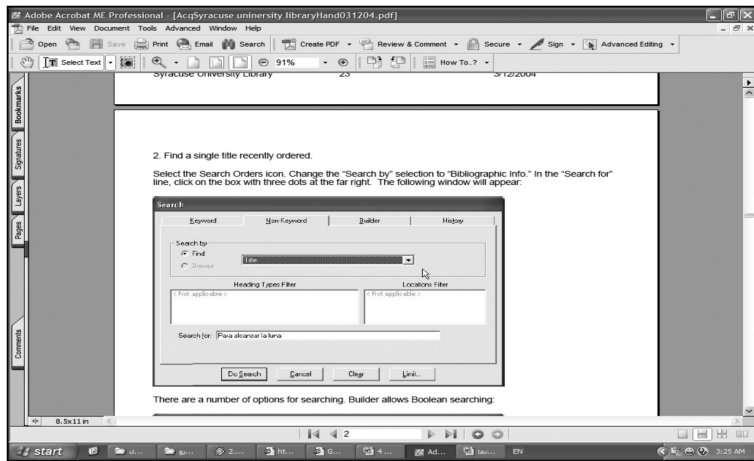 Adobe Acrobat ME Professional - [AcqSyracuse uninersity libraryHand031204.pdf]
File Edit View Document Tools Advanced Window Help
Open Save Print Email Search Create PDF Review & Comment Secure Sign Advanced Editing
Select Text 91% How To..?
Syracuse University Library 23 3/12/2004
Bookmarks
Signatures
Layers
Pages
Comments
2. Find a single title recently ordered.
Select the Search Orders icon. Change the "Search by" selection to "Bibliographic Info." In the "Search for"
line, click on the box with three dots at the far right. The following window will appear:
Search
Keyword Non-Keyword Builder History
Search by
Find
Title
Browse
Heading Types Filter Locations Filter
< Not applicable > < Not applicable >
Search for: Para alcanzar la luna
Do Search Cancel Clear Limit...
There are a number of options for searching. Builder allows Boolean searching:
8.5x11 in
2
start 2... ht... G... 4... Ad... EN 3:25 AM